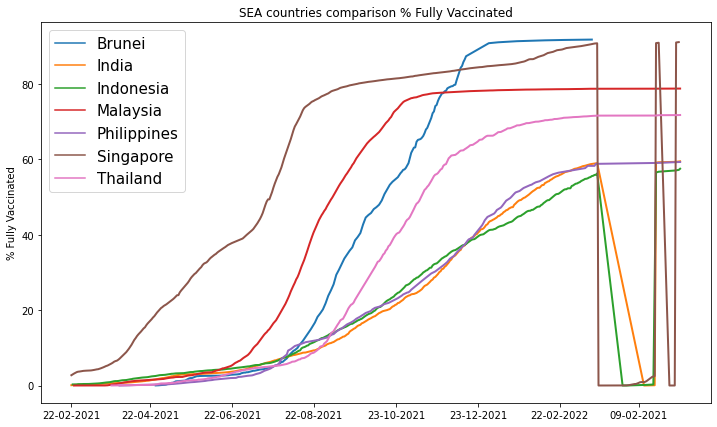 SEA countries comparison % Fully Vaccinated
Brunei
India
Indonesia
Malaysia
Philippines
Singapore
Thailand
% Fully Vaccinated
80
60
40
20
0
22-02-2021 22-04-2021 22-06-2021 22-08-2021 23-10-2021 23-12-2021 22-02-2022 09-02-2021